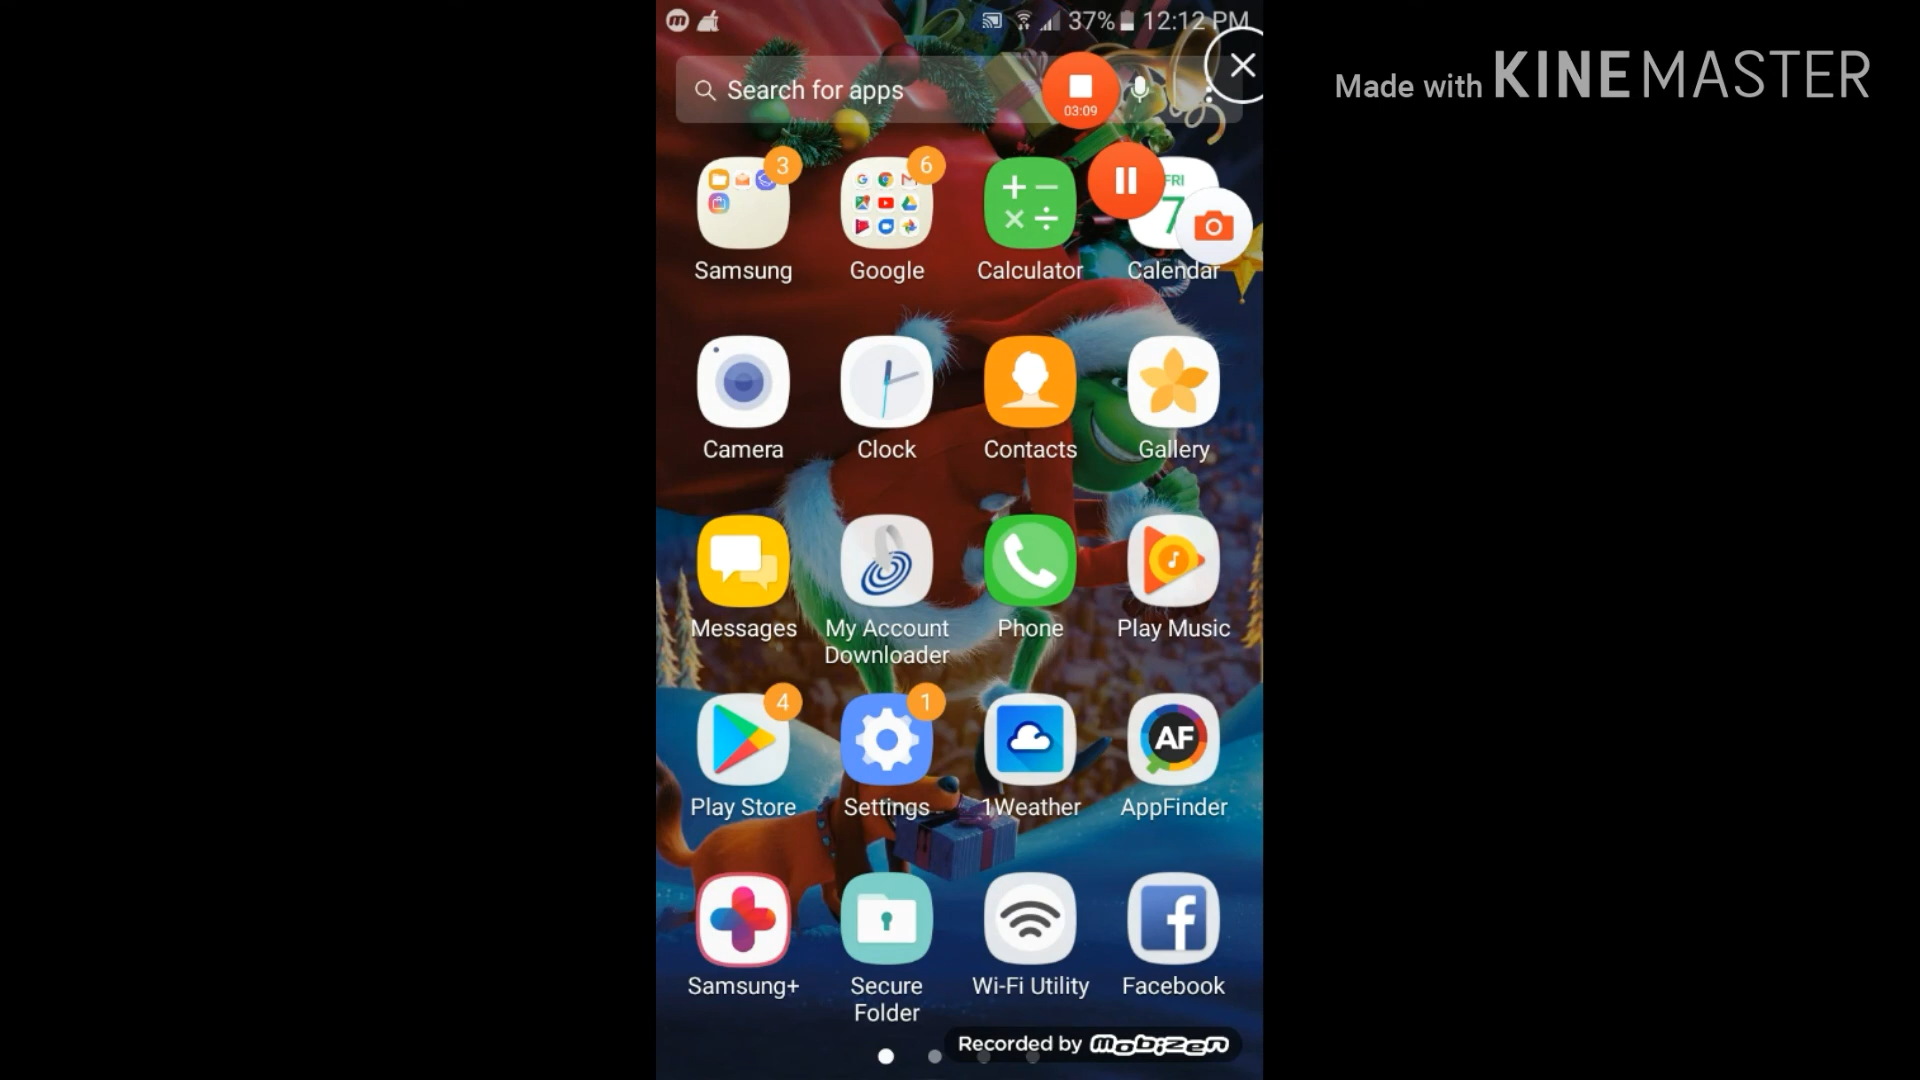 37% 12:12 PM
Made with KINEMASTER
Search for apps
03:09
3
6
FRI
7
Samsung Google Calculator Calendar
Camera Clock Contacts Gallery
Messages My Account Downloader Phone Play Music
4
1
AF
Play Store Settings 1Weather AppFinder
Samsung+ Secure Folder Wi-Fi Utility Facebook
Recorded by mobizen